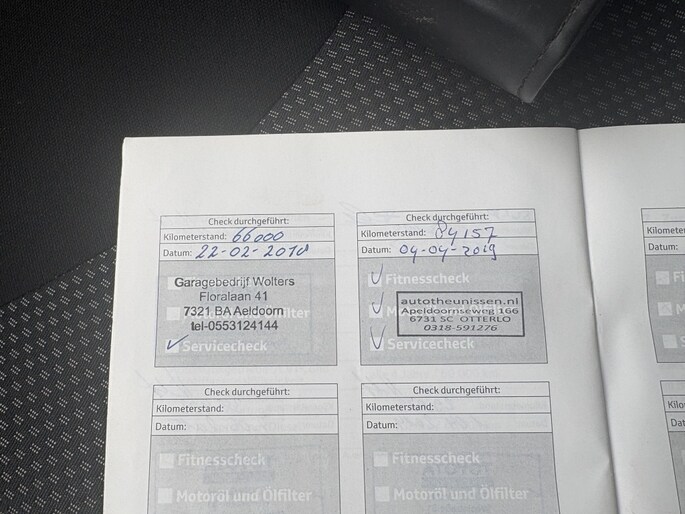 Check durchgeführt:
Kilometerstand: 66000
Datum: 22-02-2018
Garagebedrijf Wolters
Floralaan 41
7321 BA Aeldoorn
tel-0553124144
Servicecheck
Check durchgeführt:
Kilometerstand: 84157
Datum: 04-04-2019
Fitnesscheck
autotheunissen.nl
Apeldoornseweg 166
6731 SC OTTERLO
0318-591276
Servicecheck
Check durchgeführt:
Kilometerstand:
Datum:
Fitnesscheck
Motoröl und Ölfilter
Check durchgeführt:
Kilometerstand:
Datum:
Fitnesscheck
Motoröl und Ölfilter